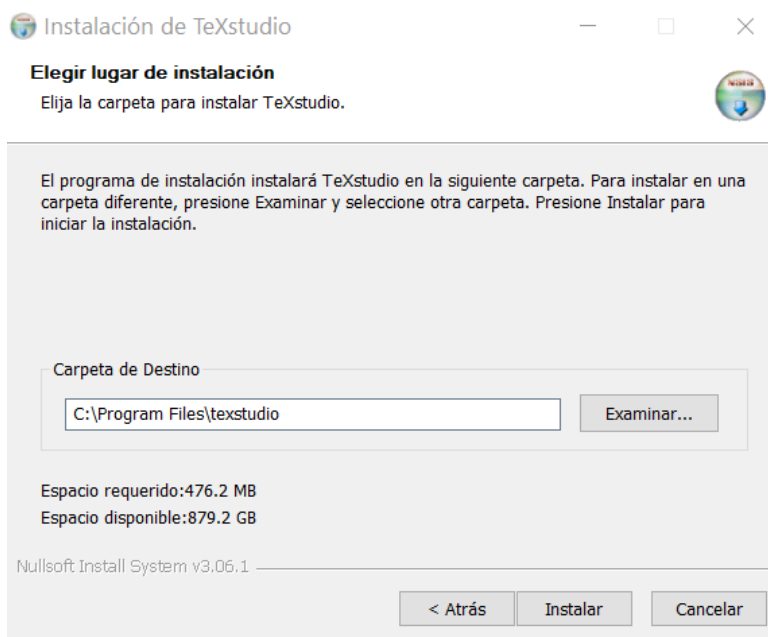 Instalación de TeXstudio
Elegir lugar de instalación
Elija la carpeta para instalar TeXstudio.
El programa de instalación instalará TeXstudio en la siguiente carpeta. Para instalar en una
carpeta diferente, presione Examinar y seleccione otra carpeta. Presione Instalar para
iniciar la instalación.
Carpeta de Destino
C:\Program Files\texstudio
Examinar...
Espacio requerido:476.2 MB
Espacio disponible:879.2 GB
Nullsoft Install System v3.06.1
< Atrás
Instalar
Cancelar